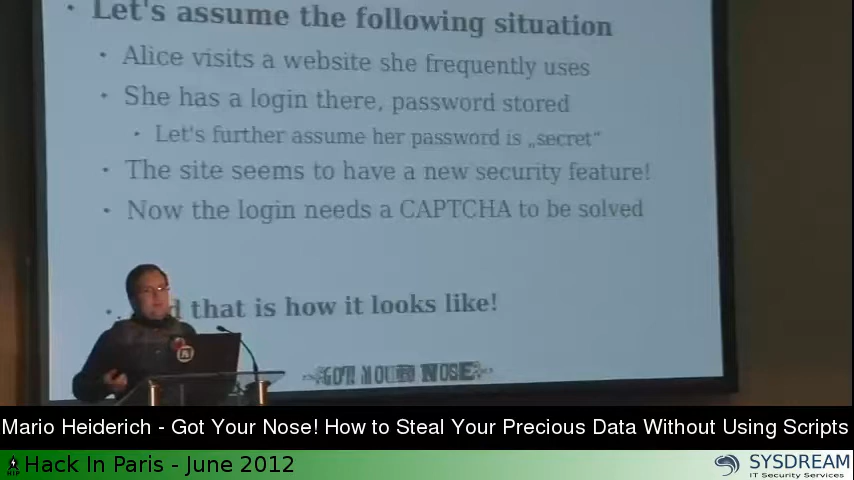 • Let's assume the following situation
• Alice visits a website she frequently uses
• She has a login there, password stored
• Let's further assume her password is „secret"
• The site seems to have a new security feature!
• Now the login needs a CAPTCHA to be solved
that is how it looks like!
GOT YOUR NOSE
Mario Heiderich - Got Your Nose! How to Steal Your Precious Data Without Using Scripts
HIP
Hack In Paris - June 2012
SYSDREAM
IT Security Services